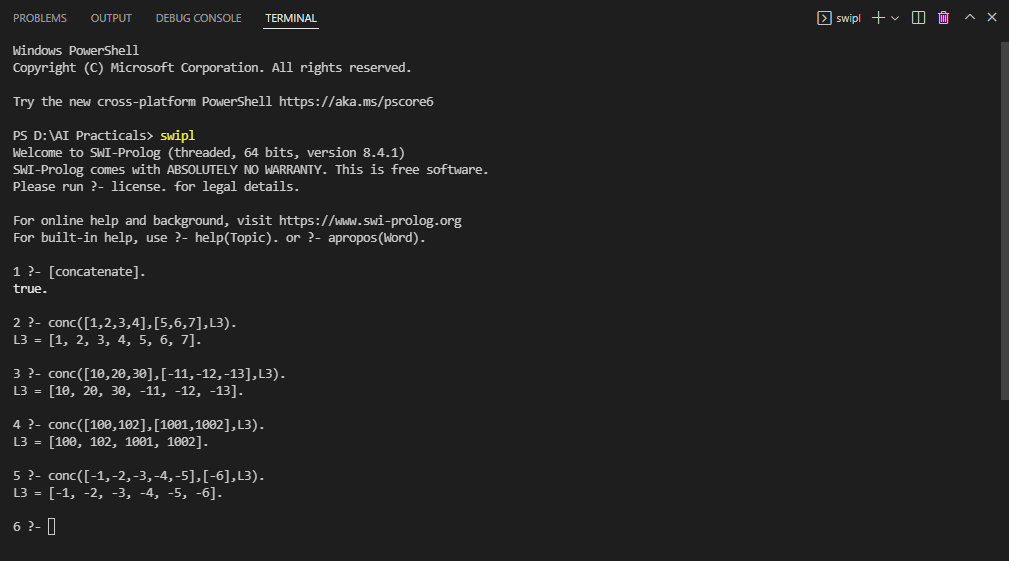 PROBLEMS OUTPUT DEBUG CONSOLE TERMINAL swipl
Windows PowerShell
Copyright (C) Microsoft Corporation. All rights reserved.
Try the new cross-platform PowerShell https://aka.ms/pscore6
PS D:\AI Practicals> swipl
Welcome to SWI-Prolog (threaded, 64 bits, version 8.4.1)
SWI-Prolog comes with ABSOLUTELY NO WARRANTY. This is free software.
Please run ?- license. for legal details.
For online help and background, visit https://www.swi-prolog.org
For built-in help, use ?- help(Topic). or ?- apropos(Word).
1 ?- [concatenate].
true.
2 ?- conc([1,2,3,4],[5,6,7],L3).
L3 = [1, 2, 3, 4, 5, 6, 7].
3 ?- conc([10,20,30],[-11,-12,-13],L3).
L3 = [10, 20, 30, -11, -12, -13].
4 ?- conc([100,102],[1001,1002],L3).
L3 = [100, 102, 1001, 1002].
5 ?- conc([-1,-2,-3,-4,-5],[-6],L3).
L3 = [-1, -2, -3, -4, -5, -6].
6 ?-